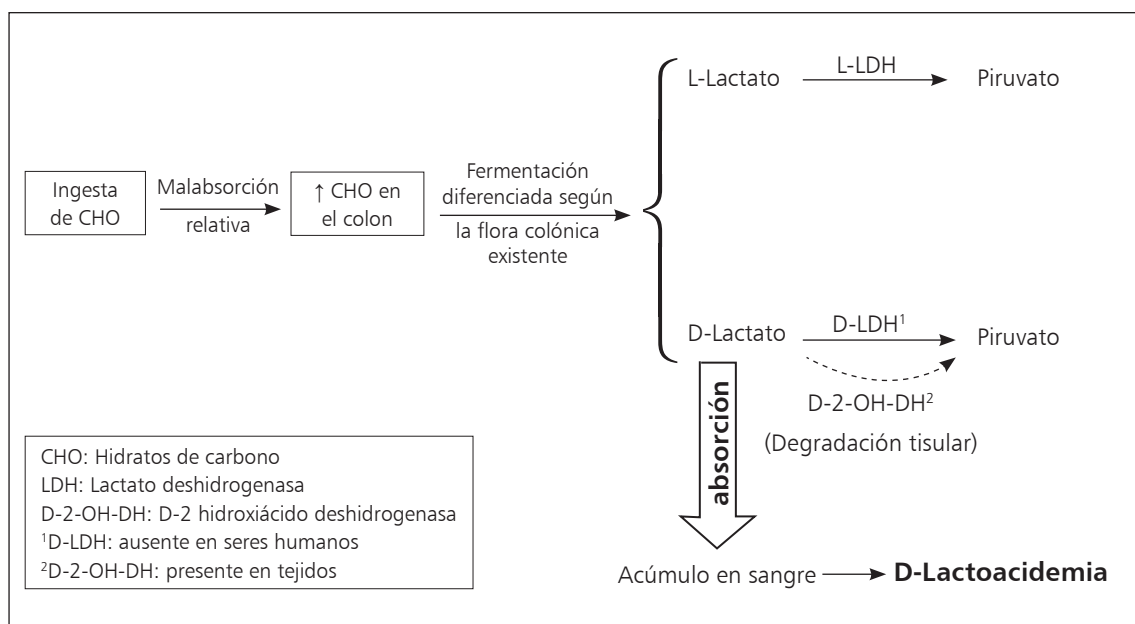 Ingesta
de CHO
Malabsorción
relativa
↑ CHO en
el colon
Fermentación
diferenciada según
la flora colónica
existente
L-Lactato
L-LDH
Piruvato
D-Lactato
D-LDH¹
Piruvato
D-2-OH-DH²
(Degradación tisular)
absorción
Acúmulo en sangre
D-Lactoacidemia
CHO: Hidratos de carbono
LDH: Lactato deshidrogenasa
D-2-OH-DH: D-2 hidroxiácido deshidrogenasa
¹D-LDH: ausente en seres humanos
²D-2-OH-DH: presente en tejidos